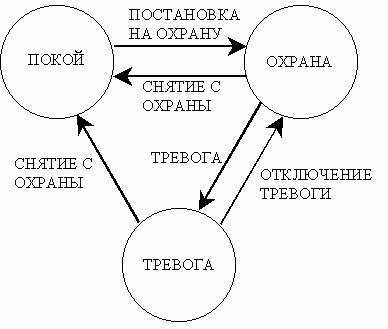 ПОСТАНОВКА
НА ОХРАНУ
ПОКОЙ
ОХРАНА
СНЯТИЕ С
ОХРАНЫ
ТРЕВОГА
СНЯТИЕ С
ОХРАНЫ
ОТКЛЮЧЕНИЕ
ТРЕВОГИ
ТРЕВОГА